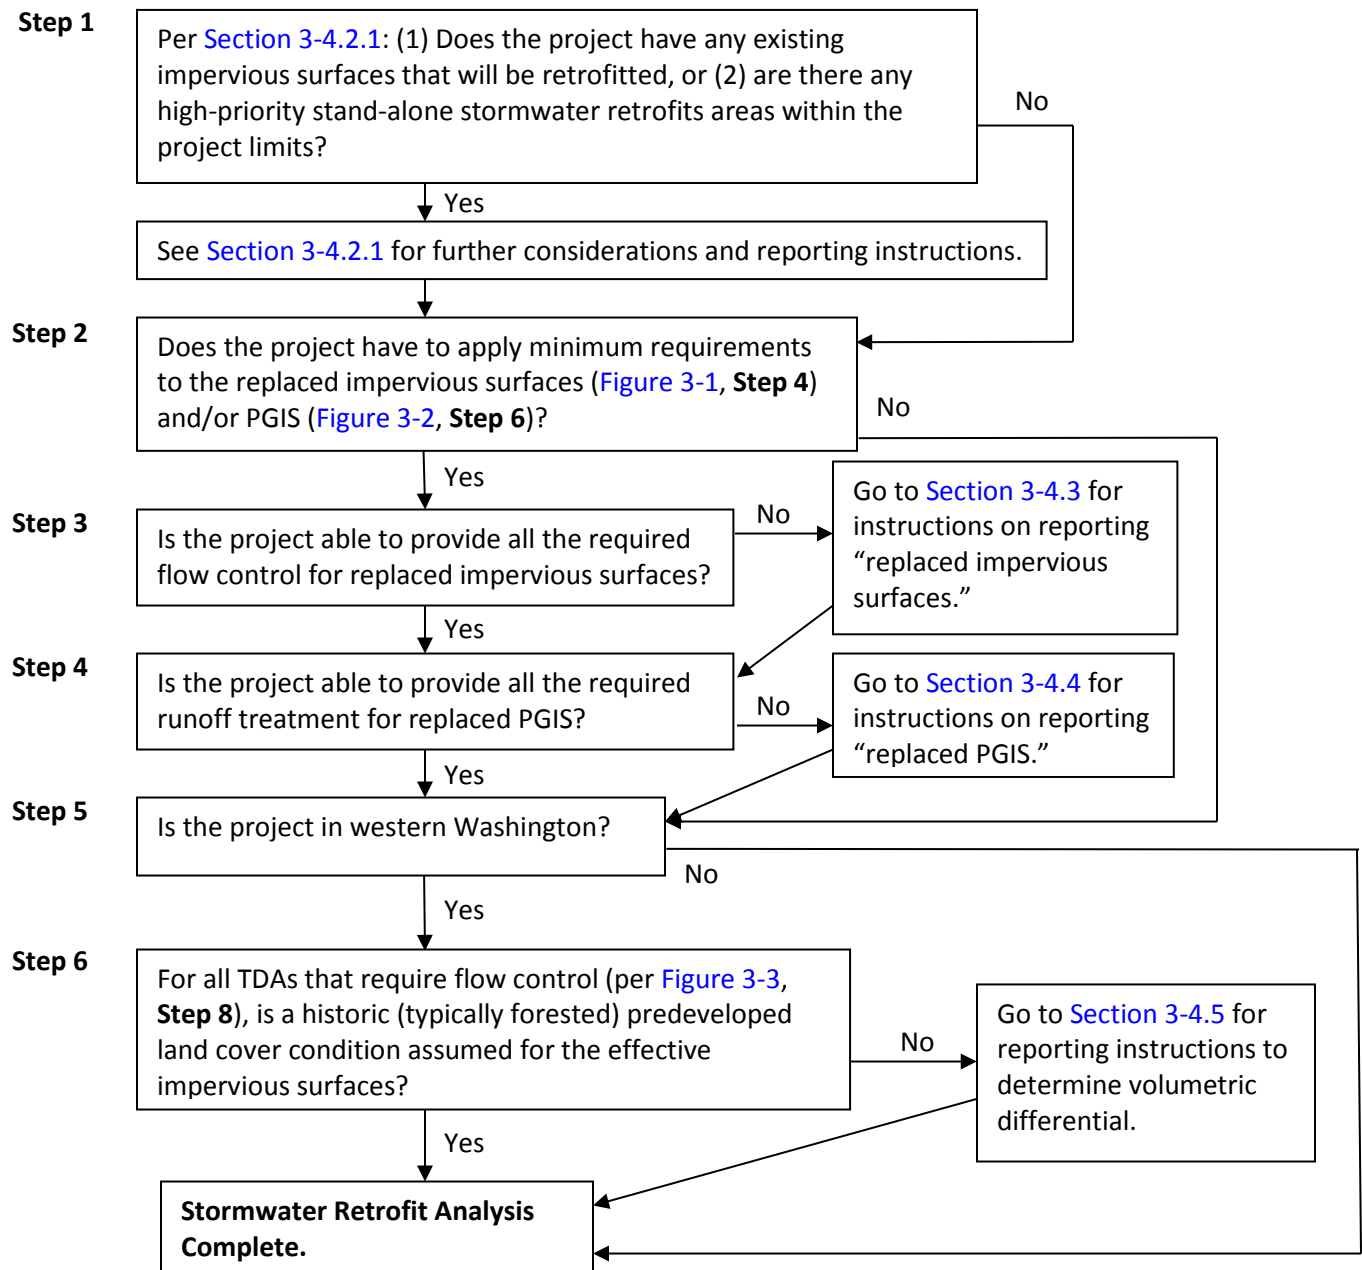 Step 1
Per Section 3-4.2.1: (1) Does the project have any existing
impervious surfaces that will be retrofitted, or (2) are there any
high-priority stand-alone stormwater retrofits areas within the
project limits?
No
Yes
See Section 3-4.2.1 for further considerations and reporting instructions.
Step 2
Does the project have to apply minimum requirements
to the replaced impervious surfaces (Figure 3-1, Step 4)
and/or PGIS (Figure 3-2, Step 6)?
No
Yes
Step 3
Is the project able to provide all the required
flow control for replaced impervious surfaces?
No
Go to Section 3-4.3 for
instructions on reporting
“replaced impervious
surfaces.”
Yes
Step 4
Is the project able to provide all the required
runoff treatment for replaced PGIS?
No
Go to Section 3-4.4 for
instructions on reporting
“replaced PGIS.”
Yes
Step 5
Is the project in western Washington?
No
Yes
Step 6
For all TDAs that require flow control (per Figure 3-3,
Step 8), is a historic (typically forested) predeveloped
land cover condition assumed for the effective
impervious surfaces?
No
Go to Section 3-4.5 for
reporting instructions to
determine volumetric
differential.
Yes
Stormwater Retrofit Analysis
Complete.